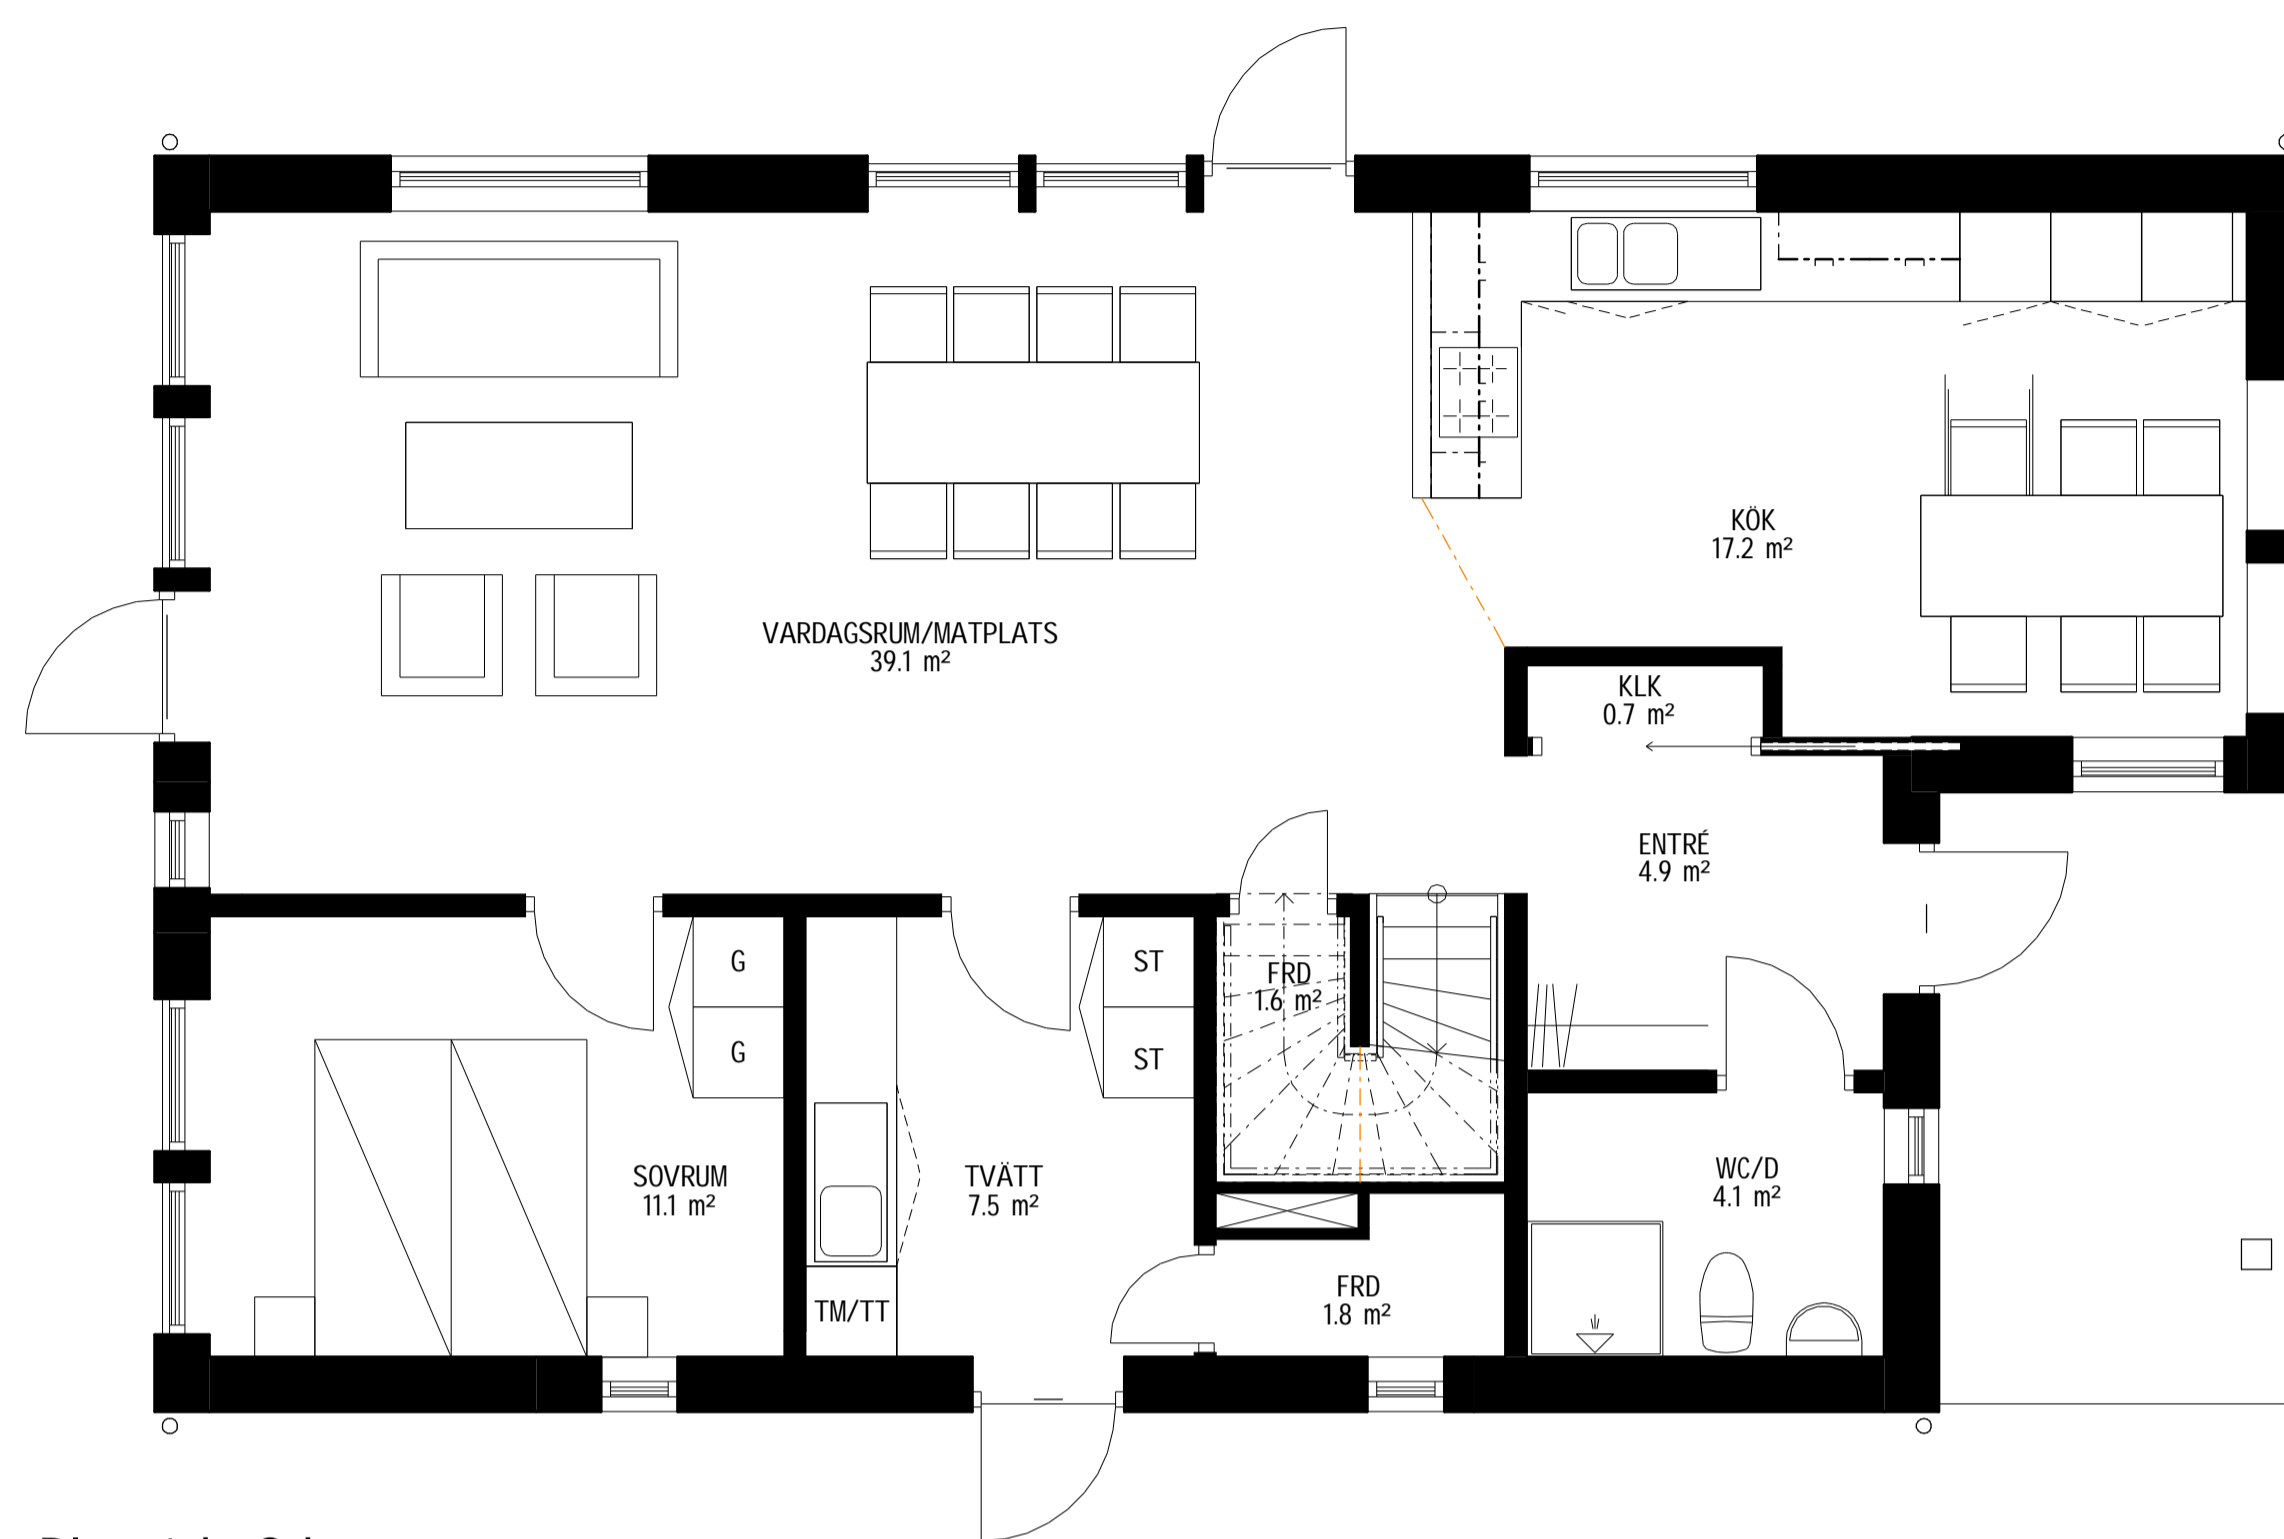 KÖK
17.2 m²
VARDAGSRUM/MATPLATS
39.1 m²
KLK
0.7 m²
ENTRÉ
4.9 m²
G
G
ST
ST
FRD
1.6 m²
SOVRUM
11.1 m²
TVÄTT
7.5 m²
WC/D
4.1 m²
TM/TT
FRD
1.8 m²